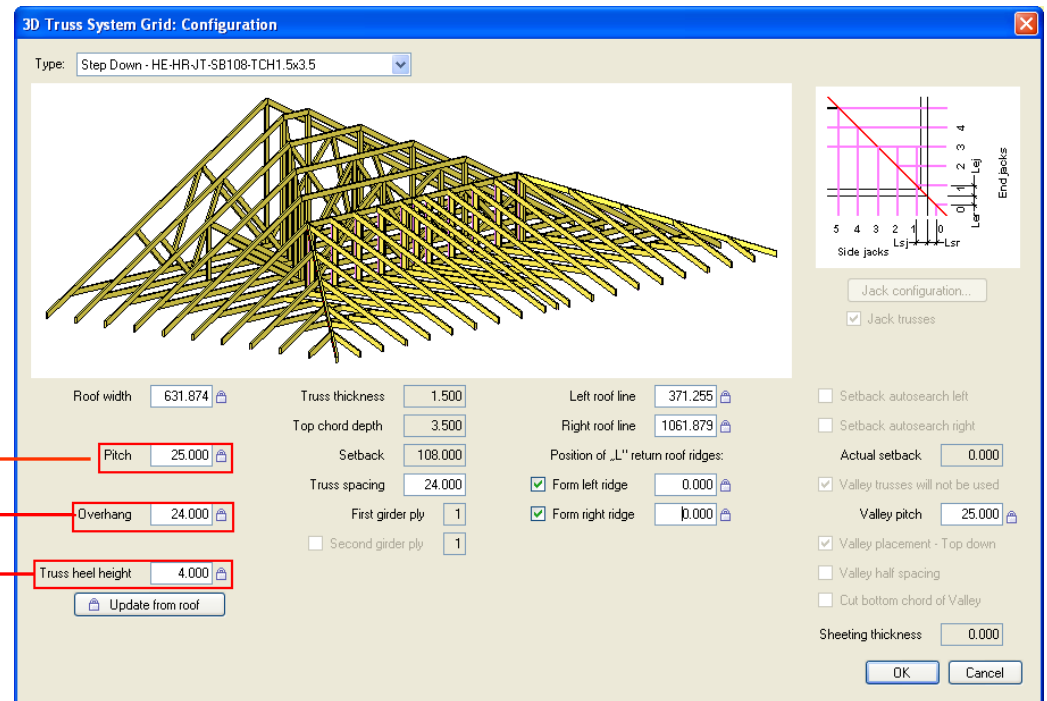 3D Truss System Grid: Configuration
Type: Step Down - HE-HR-JT-SB108-TCH1.5x3.5
4
3
2
1
0
Lej
Ler
End jacks
5 4 3 2 1 0
Lsj
Lsr
Side jacks
Jack configuration...
Jack trusses
Roof width 631.874
Pitch 25.000
Overhang 24.000
Truss heel height 4.000
Update from roof
Truss thickness 1.500
Top chord depth 3.500
Setback 108.000
Truss spacing 24.000
First girder ply 1
Second girder ply 1
Left roof line 371.255
Right roof line 1061.879
Position of „L" return roof ridges:
Form left ridge 0.000
Form right ridge 0.000
Setback autosearch left
Setback autosearch right
Actual setback 0.000
Valley trusses will not be used
Valley pitch 25.000
Valley placement - Top down
Valley half spacing
Cut bottom chord of Valley
Sheeting thickness 0.000
OK
Cancel